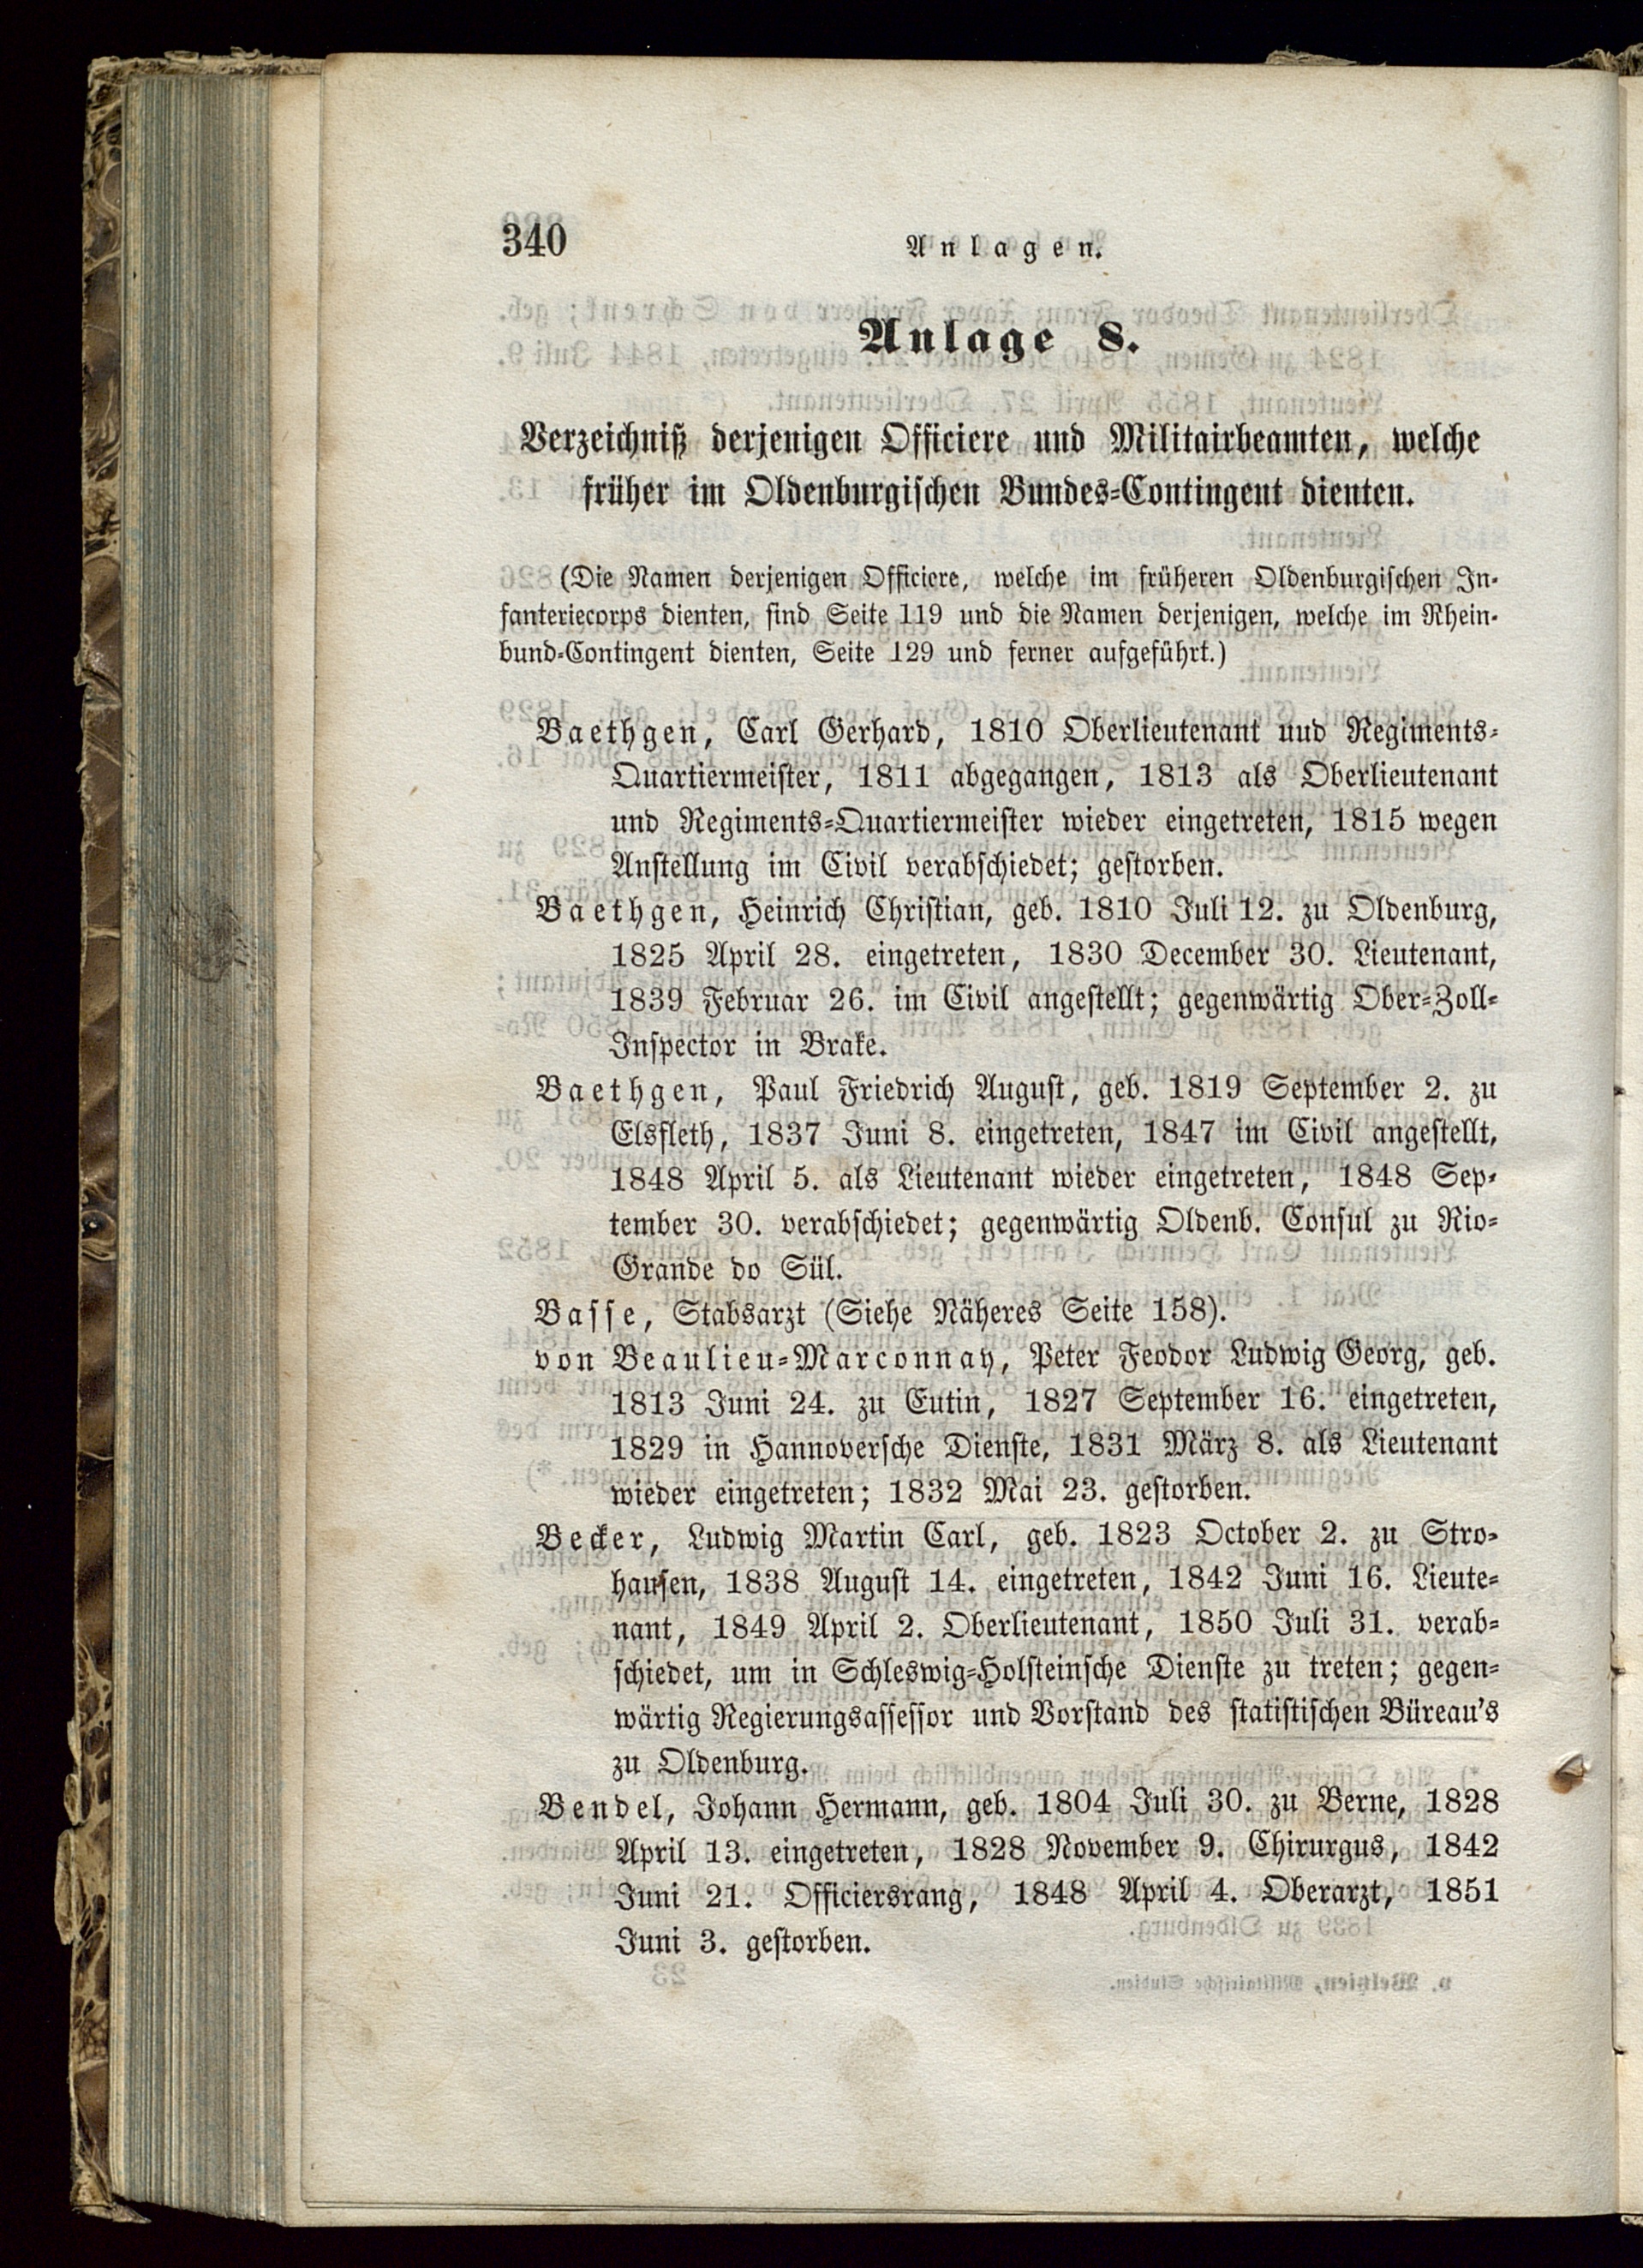 340
Anlagen.
Anlage 8.
Verzeichniß derjenigen Officiere und Militairbeamten, welche
früher im Oldenburgischen Bundes-Contingent dienten.
(Die Namen derjenigen Officiere, welche im früheren Oldenburgischen In-
fanteriecorps dienten, sind Seite 119 und die Namen derjenigen, welche im Rhein-
bund-Contingent dienten, Seite 129 und ferner aufgeführt.)
Baethgen, Carl Gerhard, 1810 Oberlieutenant und Regiments-
Quartiermeister, 1811 abgegangen, 1813 als Oberlieutenant
und Regiments-Quartiermeister wieder eingetreten, 1815 wegen
Anstellung im Civil verabschiedet; gestorben.
Baethgen, Heinrich Christian, geb. 1810 Juli 12. zu Oldenburg,
1825 April 28. eingetreten, 1830 December 30. Lieutenant,
1839 Februar 26. im Civil angestellt; gegenwärtig Ober-Zoll-
Inspector in Brake.
Baethgen, Paul Friedrich August, geb. 1819 September 2. zu
Elsfleth, 1837 Juni 8. eingetreten, 1847 im Civil angestellt,
1848 April 5. als Lieutenant wieder eingetreten, 1848 Sep-
tember 30. verabschiedet; gegenwärtig Oldenb. Consul zu Rio-
Grande do Sül.
Basse, Stabsarzt (Siehe Näheres Seite 158).
von Beaulieu-Marconnay, Peter Feodor Ludwig Georg, geb.
1813 Juni 24. zu Eutin, 1827 September 16. eingetreten,
1829 in Hannoversche Dienste, 1831 März 8. als Lieutenant
wieder eingetreten; 1832 Mai 23. gestorben.
Becker, Ludwig Martin Carl, geb. 1823 October 2. zu Stro-
hausen, 1838 August 14. eingetreten, 1842 Juni 16. Lieute-
nant, 1849 April 2. Oberlieutenant, 1850 Juli 31. verab-
schiedet, um in Schleswig-Holsteinsche Dienste zu treten; gegen-
wärtig Regierungsassessor und Vorstand des statistischen Büreau's
zu Oldenburg.
Bendel, Johann Hermann, geb. 1804 Juli 30. zu Berne, 1828
April 13. eingetreten, 1828 November 9. Chirurgus, 1842
Juni 21. Officiersrang, 1848 April 4. Oberarzt, 1851
Juni 3. gestorben.